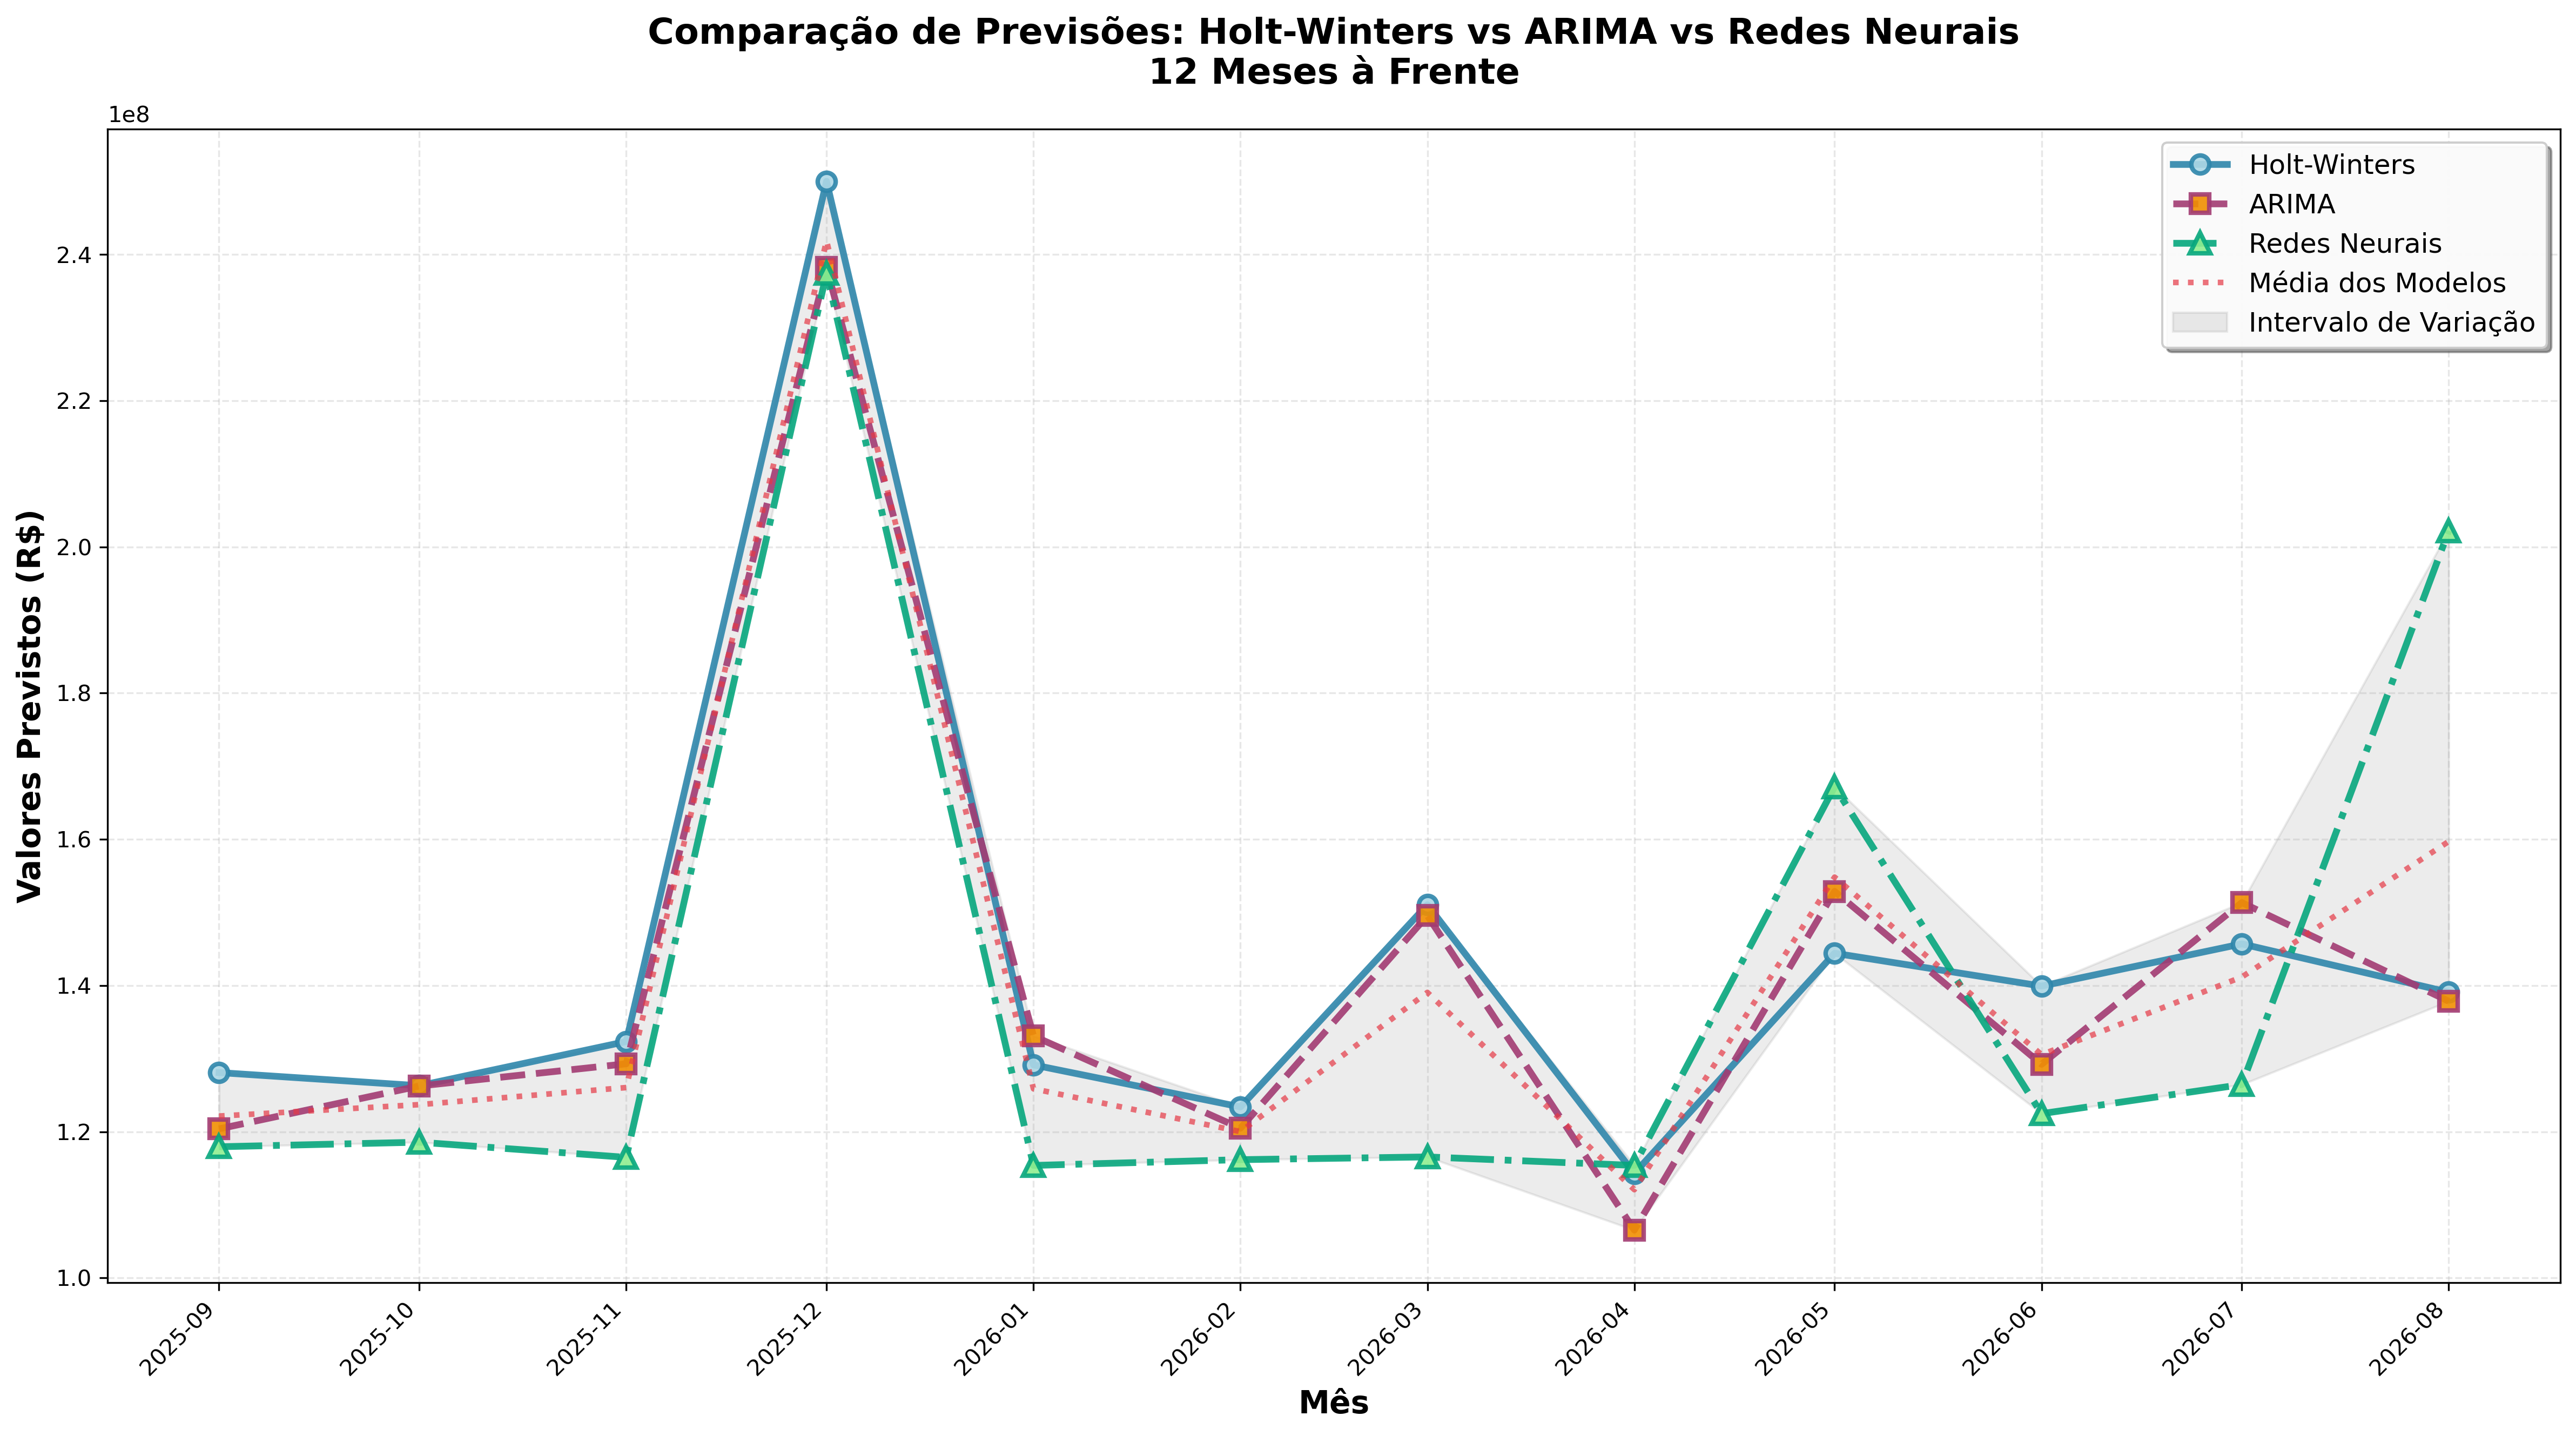 Comparação de Previsões: Holt-Winters vs ARIMA vs Redes Neurais
12 Meses à Frente
1e8
Holt-Winters
ARIMA
Redes Neurais
Média dos Modelos
Intervalo de Variação
2.4
2.2
2.0
1.8
1.6
1.4
1.2
1.0
Valores Previstos (R$)
2025-09
2025-10
2025-11
2025-12
2026-01
2026-02
2026-03
2026-04
2026-05
2026-06
2026-07
2026-08
Mês